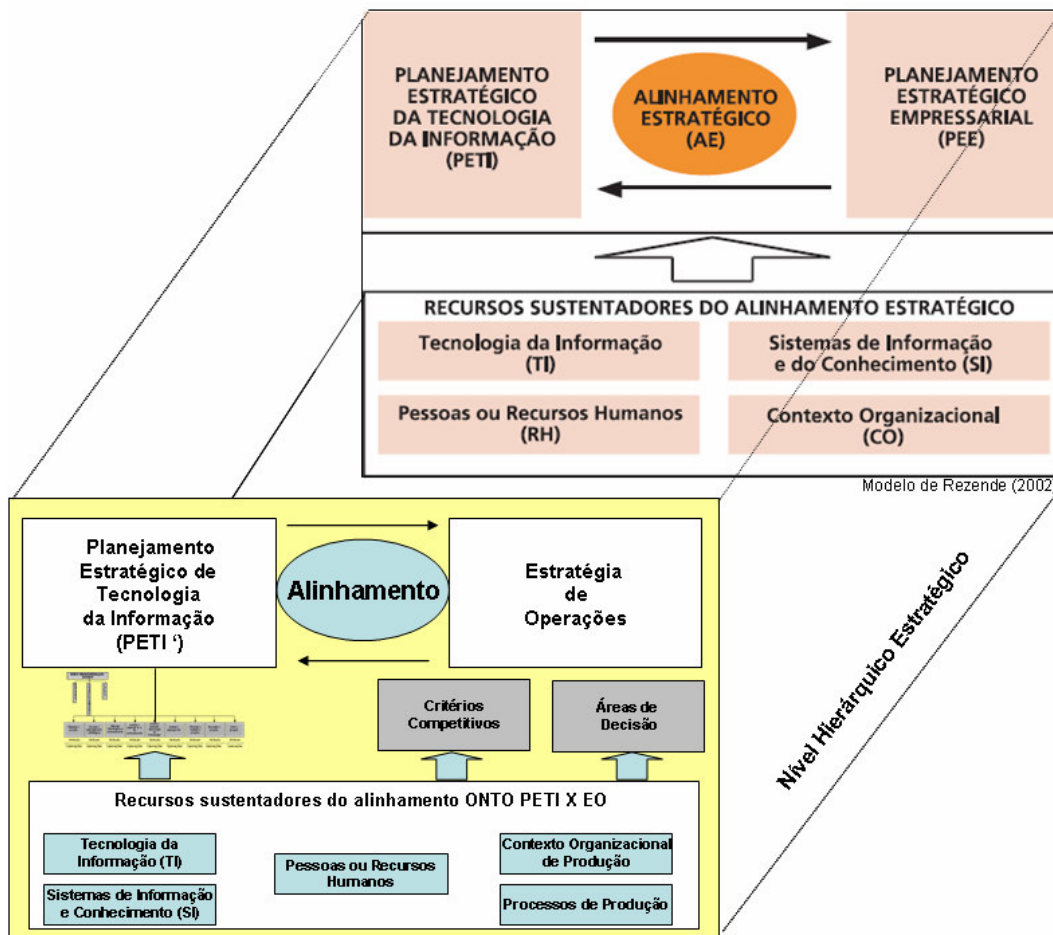 PLANEJAMENTO
ESTRATÉGICO
DA TECNOLOGIA
DA INFORMAÇÃO
(PETI)
ALINHAMENTO
ESTRATÉGICO
(AE)
PLANEJAMENTO
ESTRATÉGICO
EMPRESSARIAL
(PEE)
RECURSOS SUSTENTADORES DO ALINHAMENTO ESTRATÉGICO
Tecnologia da Informação
(TI)
Sistemas de Informação
e do Conhecimento (SI)
Pessoas ou Recursos Humanos
(RH)
Contexto Organizacional
(CO)
Modelo de Rezende (2002)
Nível Hierárquico Estratégico
Planejamento
Estratégico de
Tecnologia
da Informação
(PETI ‘)
Alinhamento
Estratégia
de
Operações
Critérios
Competitivos
Áreas de
Decisão
Recursos sustentadores do alinhamento ONTO PETI X EO
Tecnologia da
Informação (TI)
Sistemas de Informação
e Conhecimento (SI)
Pessoas ou Recursos
Humanos
Contexto Organizacional
de Produção
Processos de Produção